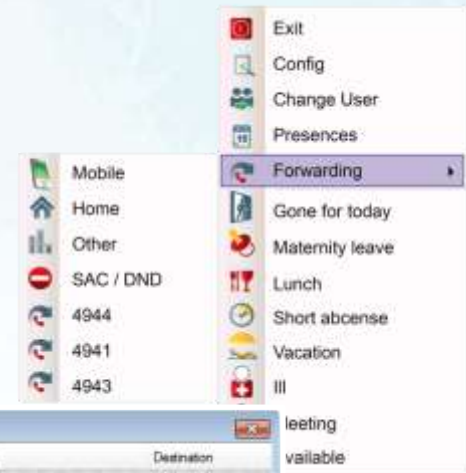 Exit
Config
Change User
Presences
Forwarding
Gone for today
Maternity leave
Lunch
Short abcense
Vacation
Ill
leeting
vailable
Mobile
Home
Other
SAC / DND
4944
4941
4943
Destination